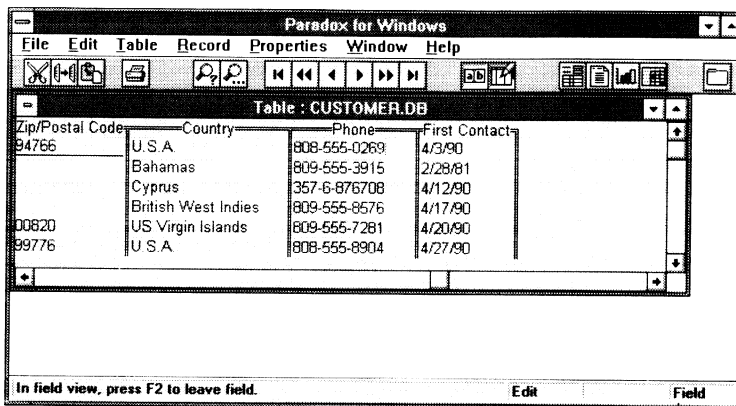 Paradox for Windows
File Edit Table Record Properties Window Help
Table : CUSTOMER.DB
Zip/Postal Code Country Phone First Contact
94766 U.S.A. 808-555-0269 4/3/90
Bahamas 809-555-3915 2/28/81
Cyprus 357-6-876708 4/12/90
British West Indies 809-555-8576 4/17/90
00820 US Virgin Islands 809-555-7281 4/20/90
99776 U.S.A. 808-555-8904 4/27/90
In field view, press F2 to leave field. Edit Field